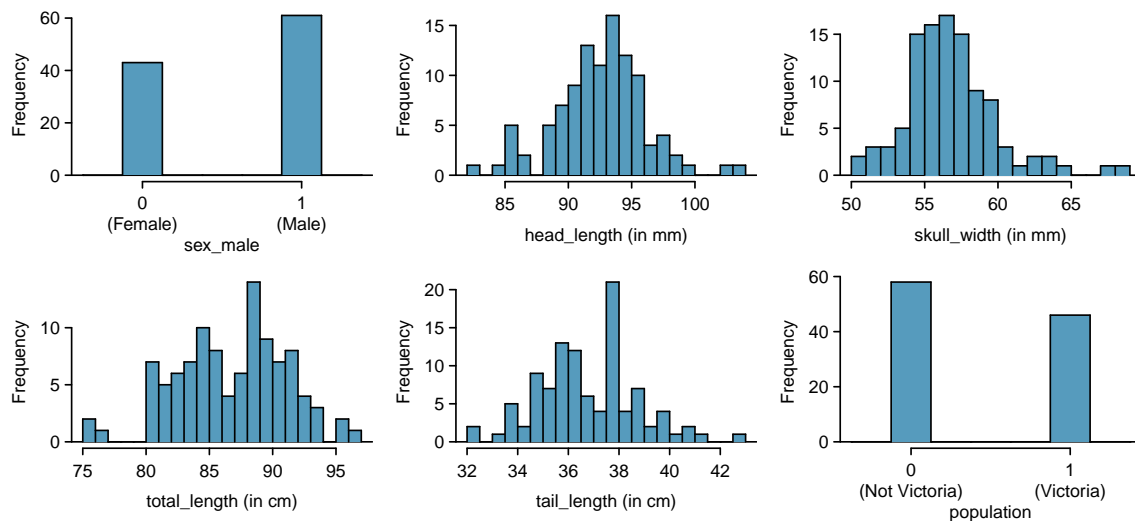 Frequency
60
40
20
0
0
1
(Female)
(Male)
sex_male
Frequency
15
10
5
0
85
90
95
100
head_length (in mm)
Frequency
15
10
5
0
50
55
60
65
skull_width (in mm)
Frequency
10
5
0
75
80
85
90
95
total_length (in cm)
Frequency
20
15
10
5
0
32
34
36
38
40
42
tail_length (in cm)
Frequency
60
40
20
0
0
1
(Not Victoria)
(Victoria)
population